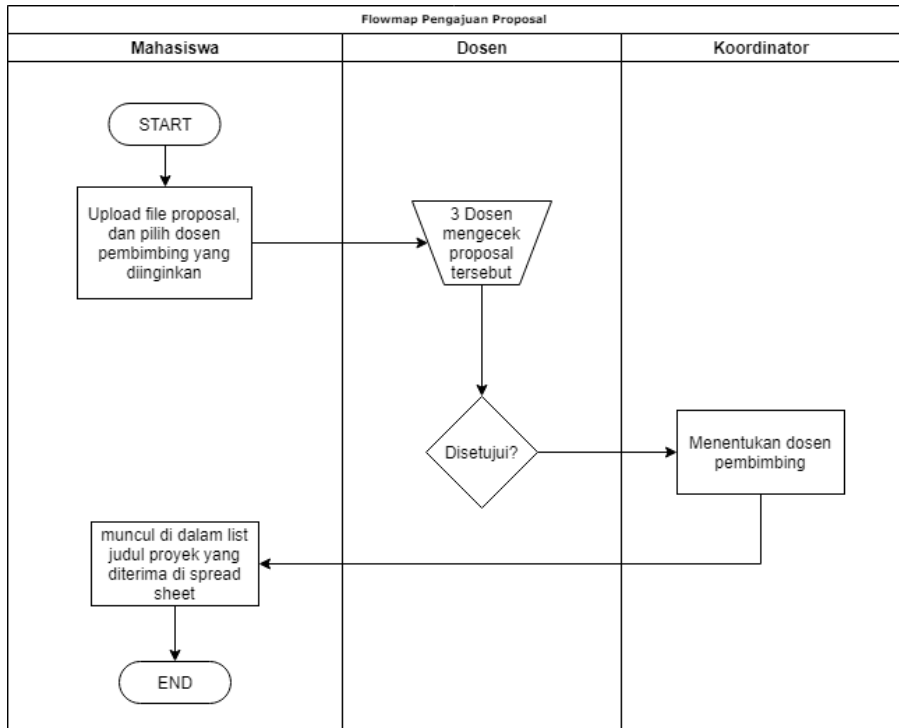 Flowmap Pengajuan Proposal
Mahasiswa
Dosen
Koordinator
START
Upload file proposal,
dan pilih dosen
pembimbing yang
diinginkan
3 Dosen
mengecek
proposal
tersebut
Disetujui?
Menentukan dosen
pembimbing
muncul di dalam list
judul proyek yang
diterima di spread
sheet
END